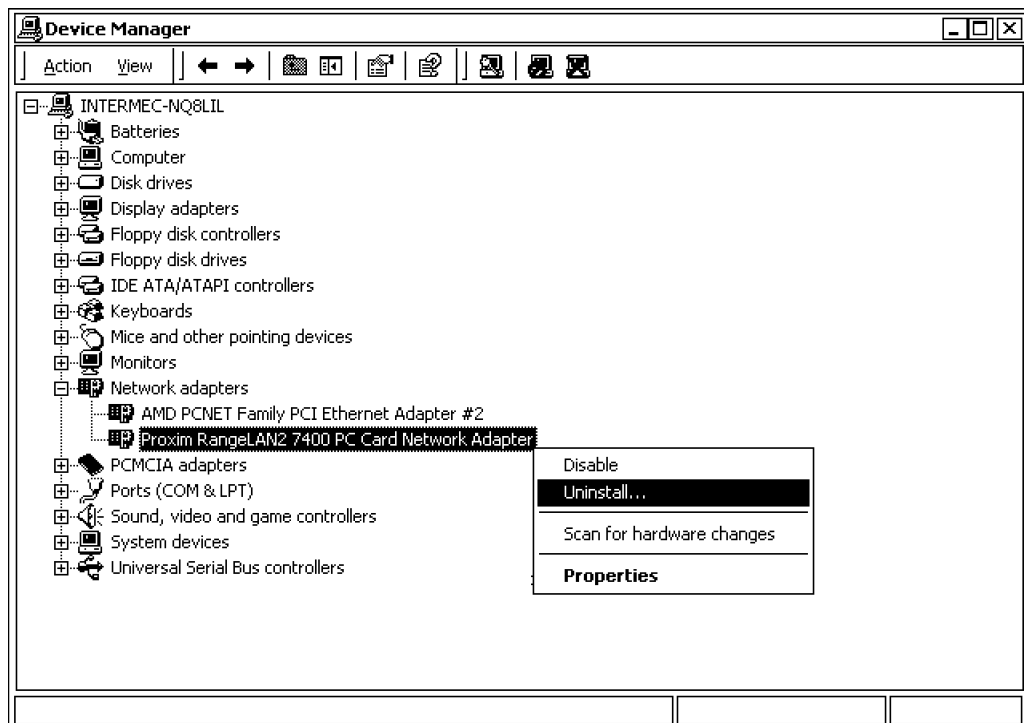 Device Manager
Action View
INTERMEC-NQ8LIL
Batteries
Computer
Disk drives
Display adapters
Floppy disk controllers
Floppy disk drives
IDE ATA/ATAPI controllers
Keyboards
Mice and other pointing devices
Monitors
Network adapters
AMD PCNET Family PCI Ethernet Adapter #2
Proxim RangeLAN2 7400 PC Card Network Adapter
PCMCIA adapters
Ports (COM & LPT)
Sound, video and game controllers
System devices
Universal Serial Bus controllers
Disable
Uninstall...
Scan for hardware changes
Properties